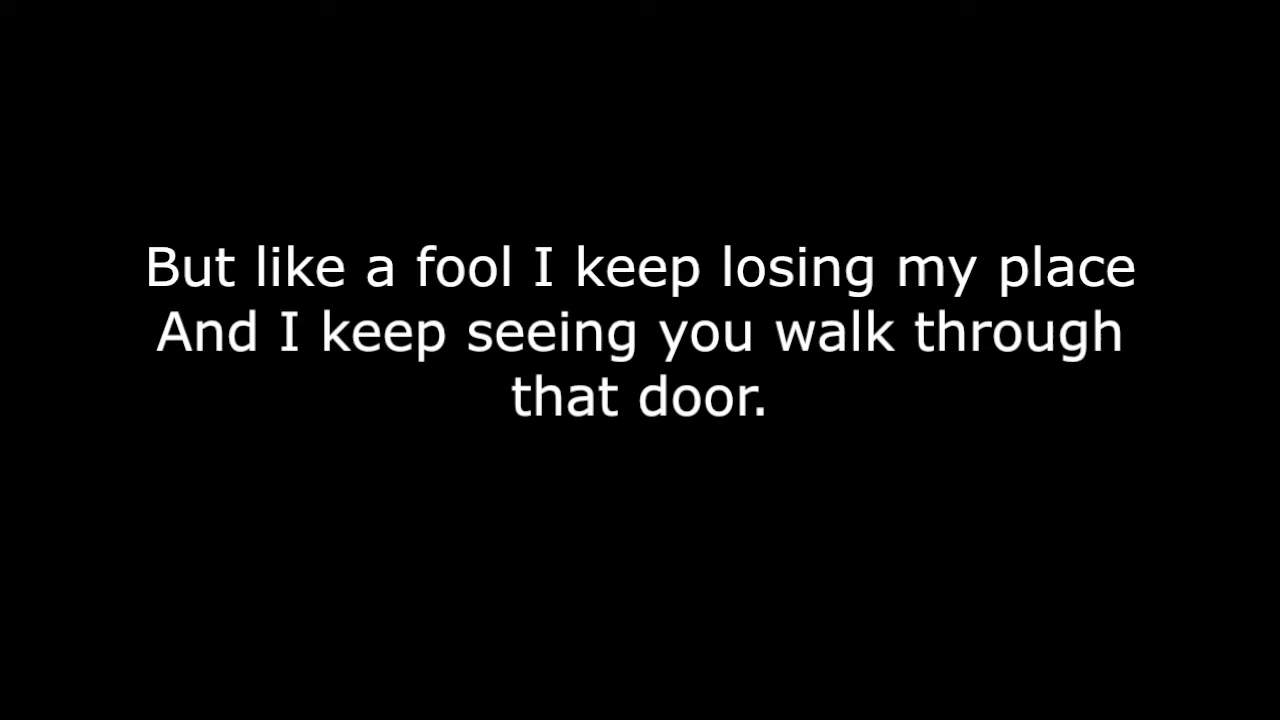 But like a fool I keep losing my place
And I keep seeing you walk through
that door.